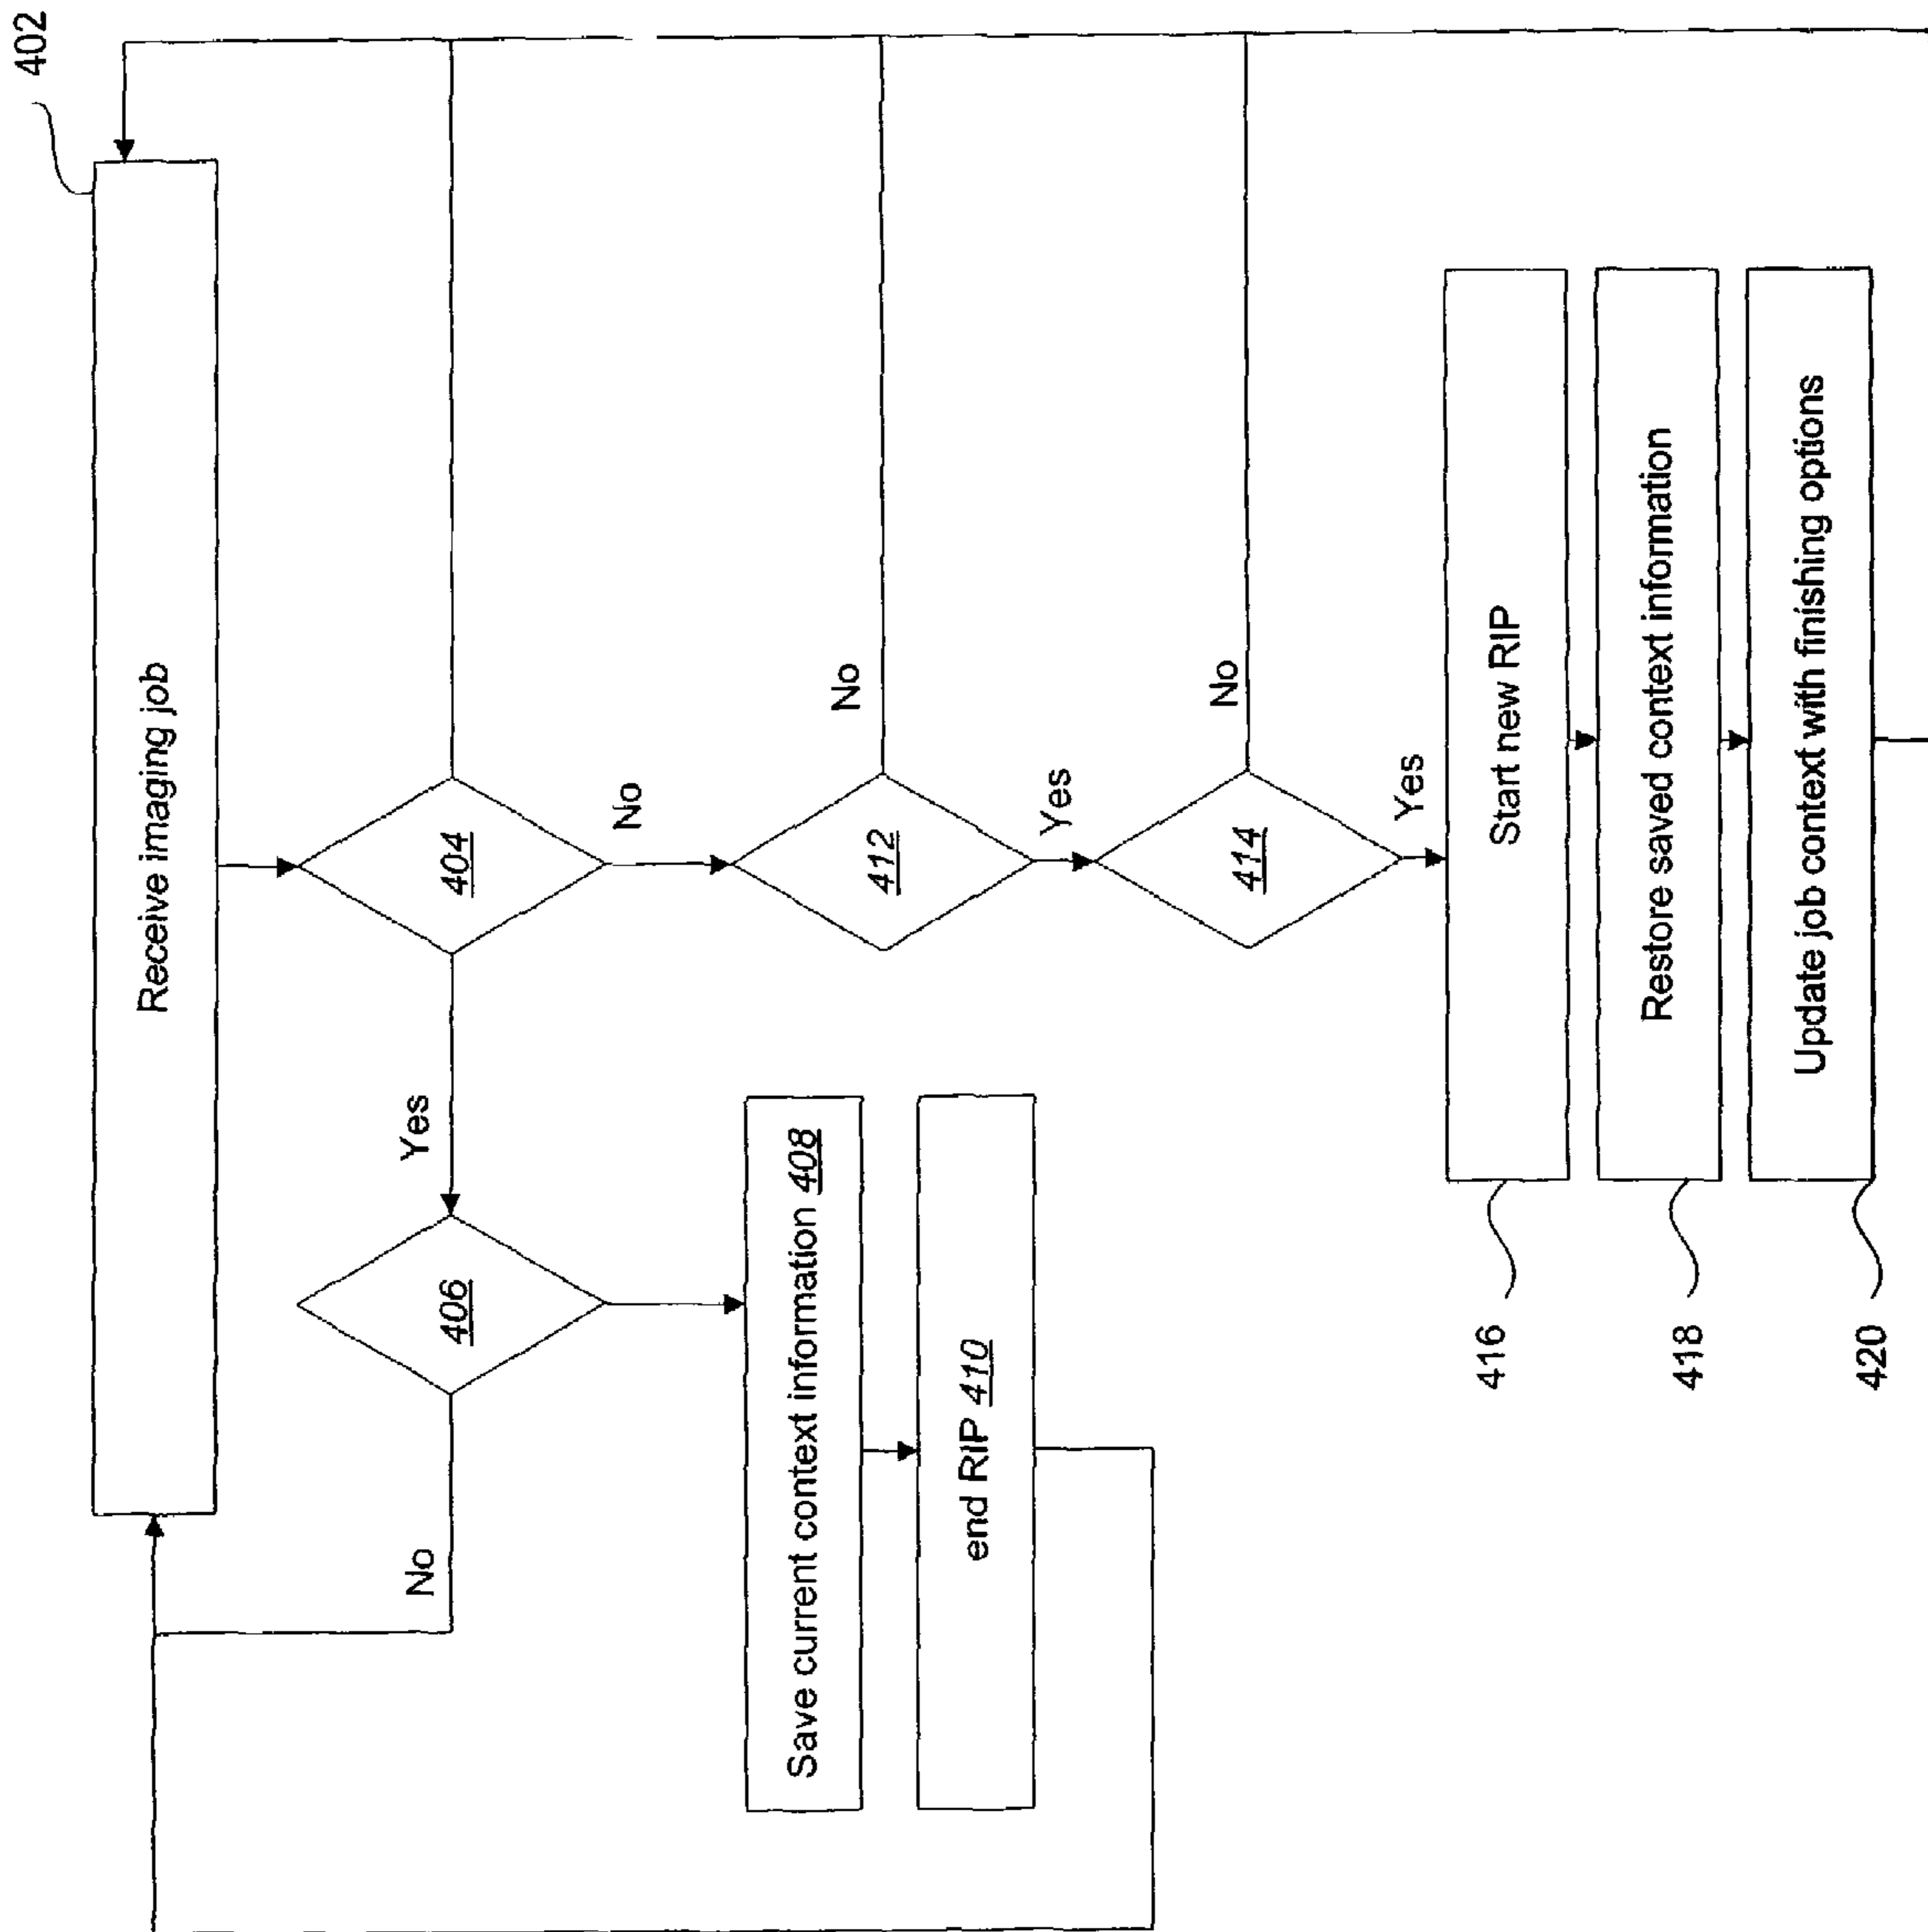 402
Receive imaging job
404
Yes
No
406
No
412
No
Yes
414
No
Yes
Save current context information 408
end RIP 410
416
Start new RIP
418
Restore saved context information
420
Update job context with finishing options